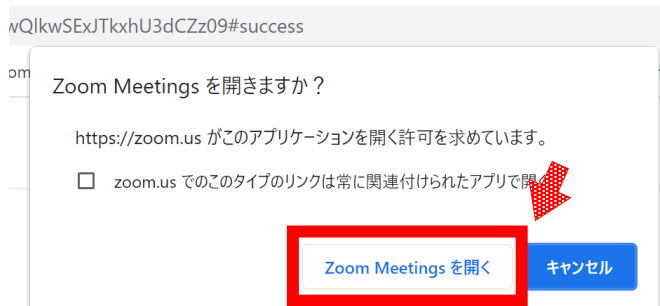 wQlkwSExJTkxhU3dCZz09#success
om
Zoom Meetings を開きますか？
https://zoom.us がこのアプリケーションを開く許可を求めています。
zoom.us でのこのタイプのリンクは常に関連付けられたアプリで開く
Zoom Meetings を開く キャンセル